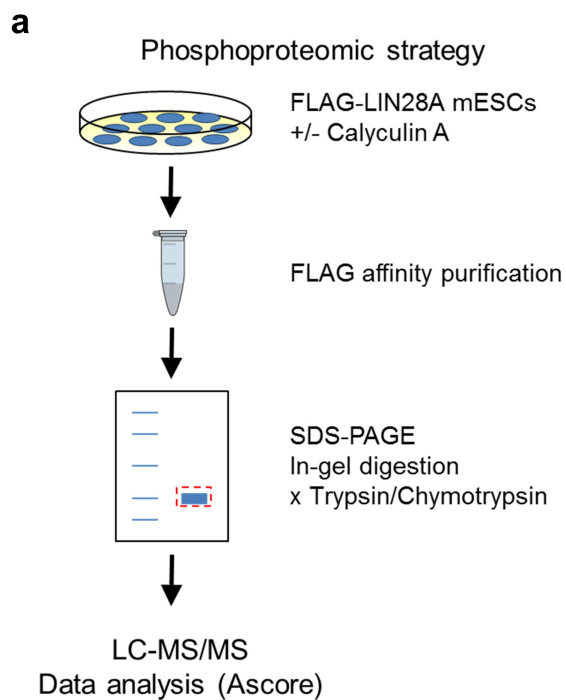 a
Phosphoproteomic strategy
FLAG-LIN28A mESCs
+/- Calyculin A
FLAG affinity purification
SDS-PAGE
In-gel digestion
x Trypsin/Chymotrypsin
LC-MS/MS
Data analysis (Ascore)